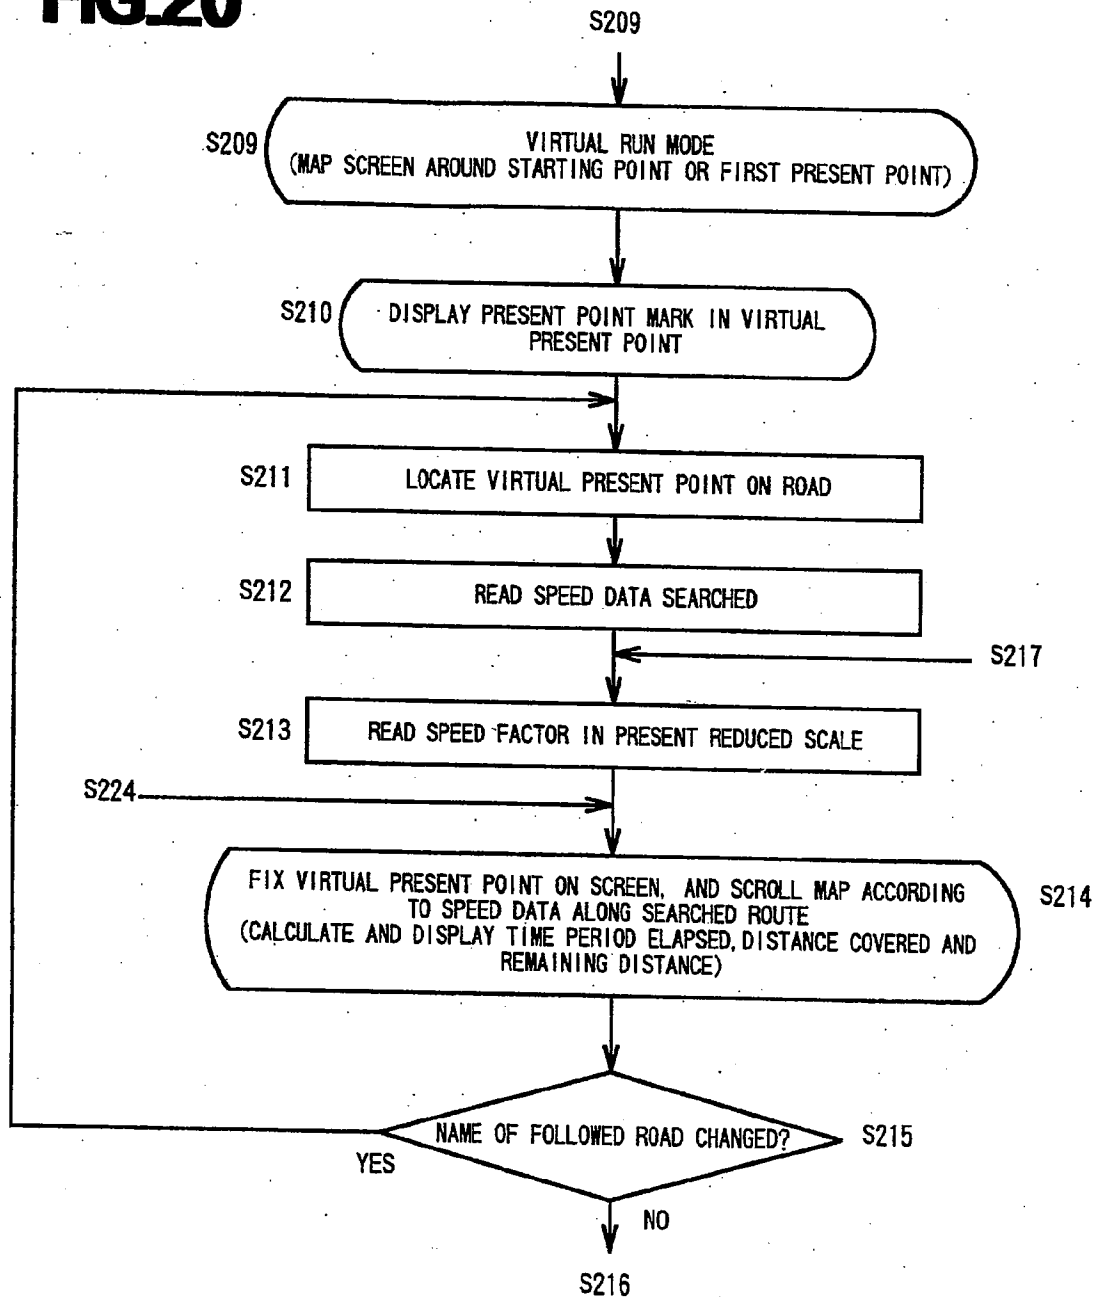 FIG.20
S209
S209
VIRTUAL RUN MODE
(MAP SCREEN AROUND STARTING POINT OR FIRST PRESENT POINT)
S210
DISPLAY PRESENT POINT MARK IN VIRTUAL
PRESENT POINT
S211
LOCATE VIRTUAL PRESENT POINT ON ROAD
S212
READ SPEED DATA SEARCHED
S217
S213
READ SPEED FACTOR IN PRESENT REDUCED SCALE
S224
FIX VIRTUAL PRESENT POINT ON SCREEN, AND SCROLL MAP ACCORDING
TO SPEED DATA ALONG SEARCHED ROUTE
(CALCULATE AND DISPLAY TIME PERIOD ELAPSED, DISTANCE COVERED AND
REMAINING DISTANCE)
S214
NAME OF FOLLOWED ROAD CHANGED?
S215
YES
NO
S216